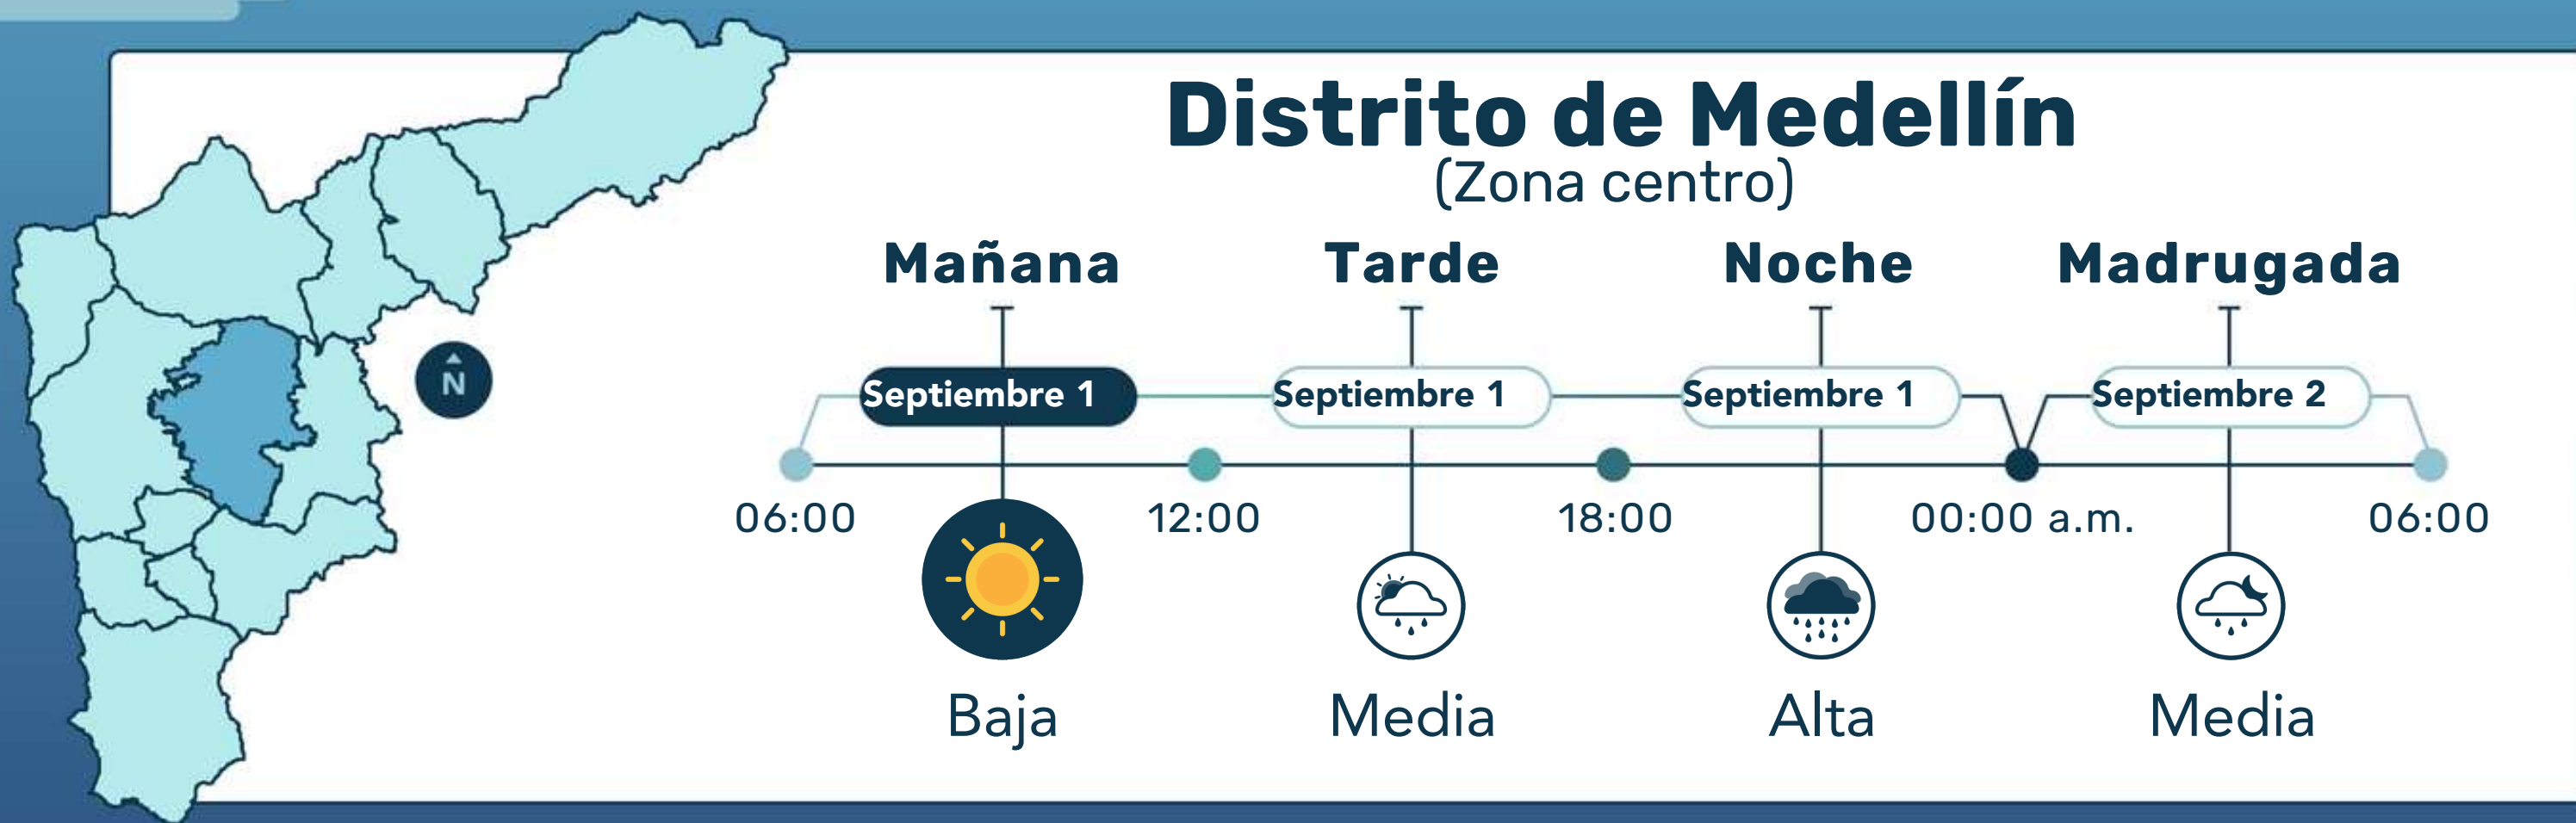 Distrito de Medellín
(Zona centro)
Mañana Tarde Noche Madrugada
Septiembre 1 Septiembre 1 Septiembre 1 Septiembre 2
N
06:00 12:00 18:00 00:00 a.m. 06:00
Baja Media Alta Media